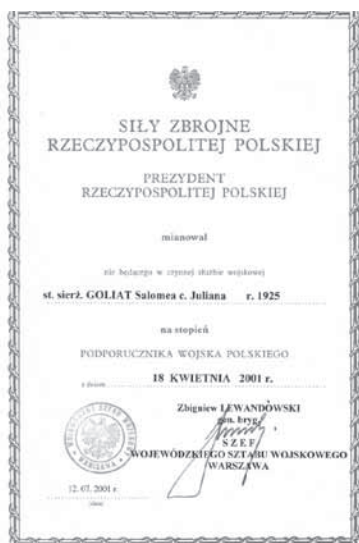 SIŁY ZBROJNE
RZECZYPOSPOLITEJ POLSKIEJ
PREZYDENT
RZECZYPOSPOLITEJ POLSKIEJ
mianował
nie będącego w czynnej służbie wojskowej
st. sierż. GOLIAT Salomea c. Juliana r. 1925
na stopień
PODPORUCZNIKA WOJSKA POLSKIEGO
z dniem 18 KWIETNIA 2001 r.
Zbigniew LEWANDOWSKI
gen. bryg.
SZEF
WOJEWÓDZKIEGO SZTABU WOJSKOWEGO
WARSZAWA
12. 07. 2001 r.